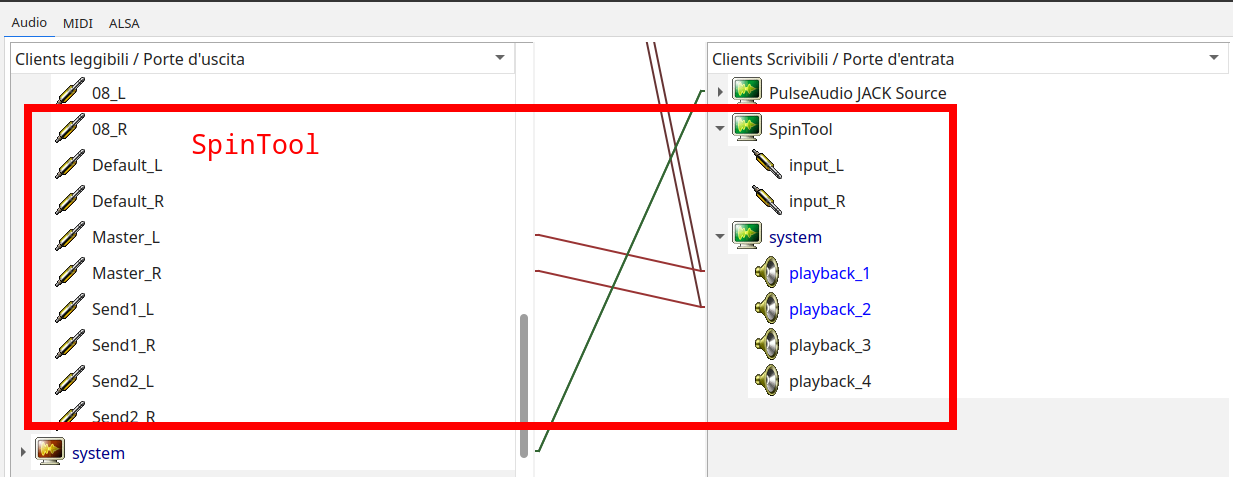 Audio MIDI ALSA
Clients leggibili / Porte d'uscita
08_L
08_R
SpinTool
Default_L
Default_R
Master_L
Master_R
Send1_L
Send1_R
Send2_L
Send2_R
system
Clients Scrivibili / Porte d'entrata
PulseAudio JACK Source
SpinTool
input_L
input_R
system
playback_1
playback_2
playback_3
playback_4